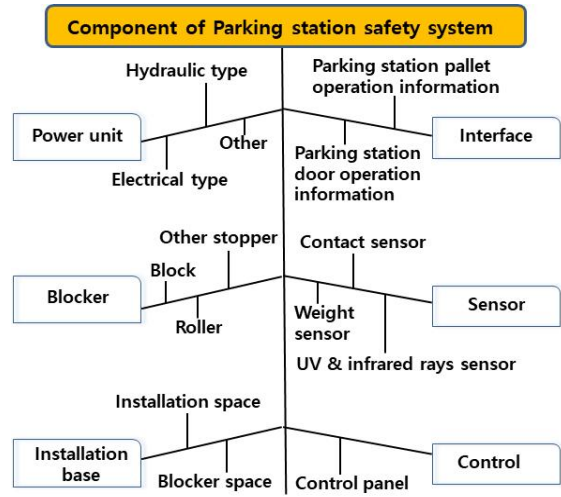 Component of Parking station safety system
Hydraulic type
Parking station pallet
operation information
Power unit
Other
Interface
Electrical type
Parking station
door operation
information
Other stopper
Contact sensor
Block
Blocker
Roller
Weight
sensor
Sensor
UV & infrared rays sensor
Installation space
Installation
base
Blocker space
Control panel
Control